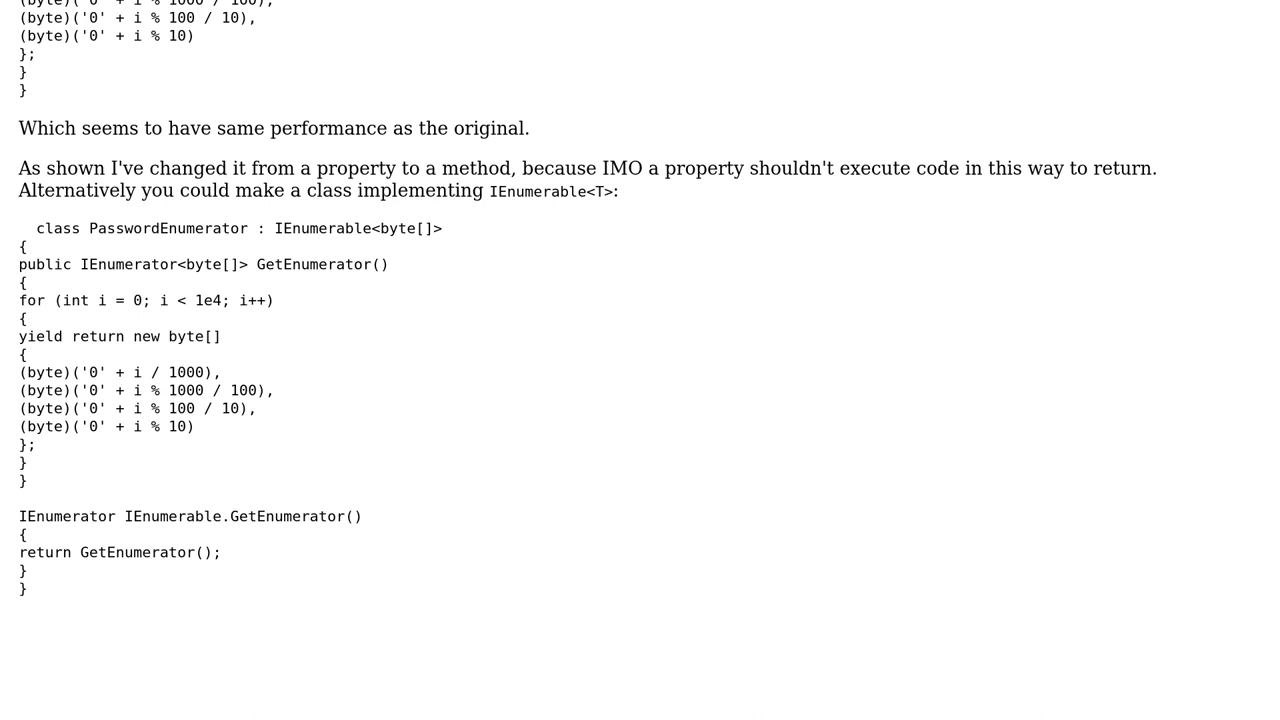 (byte)('0' + i % 1000 / 100),
(byte)('0' + i % 100 / 10),
(byte)('0' + i % 10)
};
}
}
Which seems to have same performance as the original.
As shown I've changed it from a property to a method, because IMO a property shouldn't execute code in this way to return.
Alternatively you could make a class implementing IEnumerable<T>:
class PasswordEnumerator : IEnumerable<byte[]>
{
public IEnumerator<byte[]> GetEnumerator()
{
for (int i = 0; i < 1e4; i++)
{
yield return new byte[]
{
(byte)('0' + i / 1000),
(byte)('0' + i % 1000 / 100),
(byte)('0' + i % 100 / 10),
(byte)('0' + i % 10)
};
}
}
IEnumerator IEnumerable.GetEnumerator()
{
return GetEnumerator();
}
}